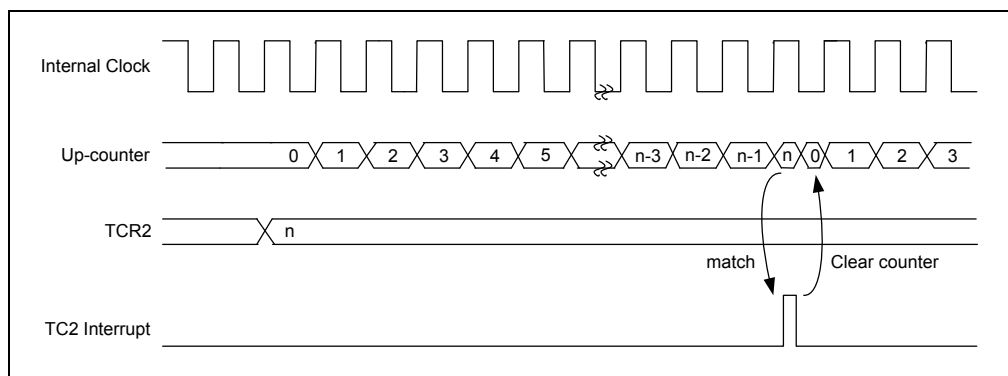 Internal Clock
Up-counter 0 1 2 3 4 5 n-3 n-2 n-1 n 0 1 2 3
TCR2 n
match Clear counter
TC2 Interrupt